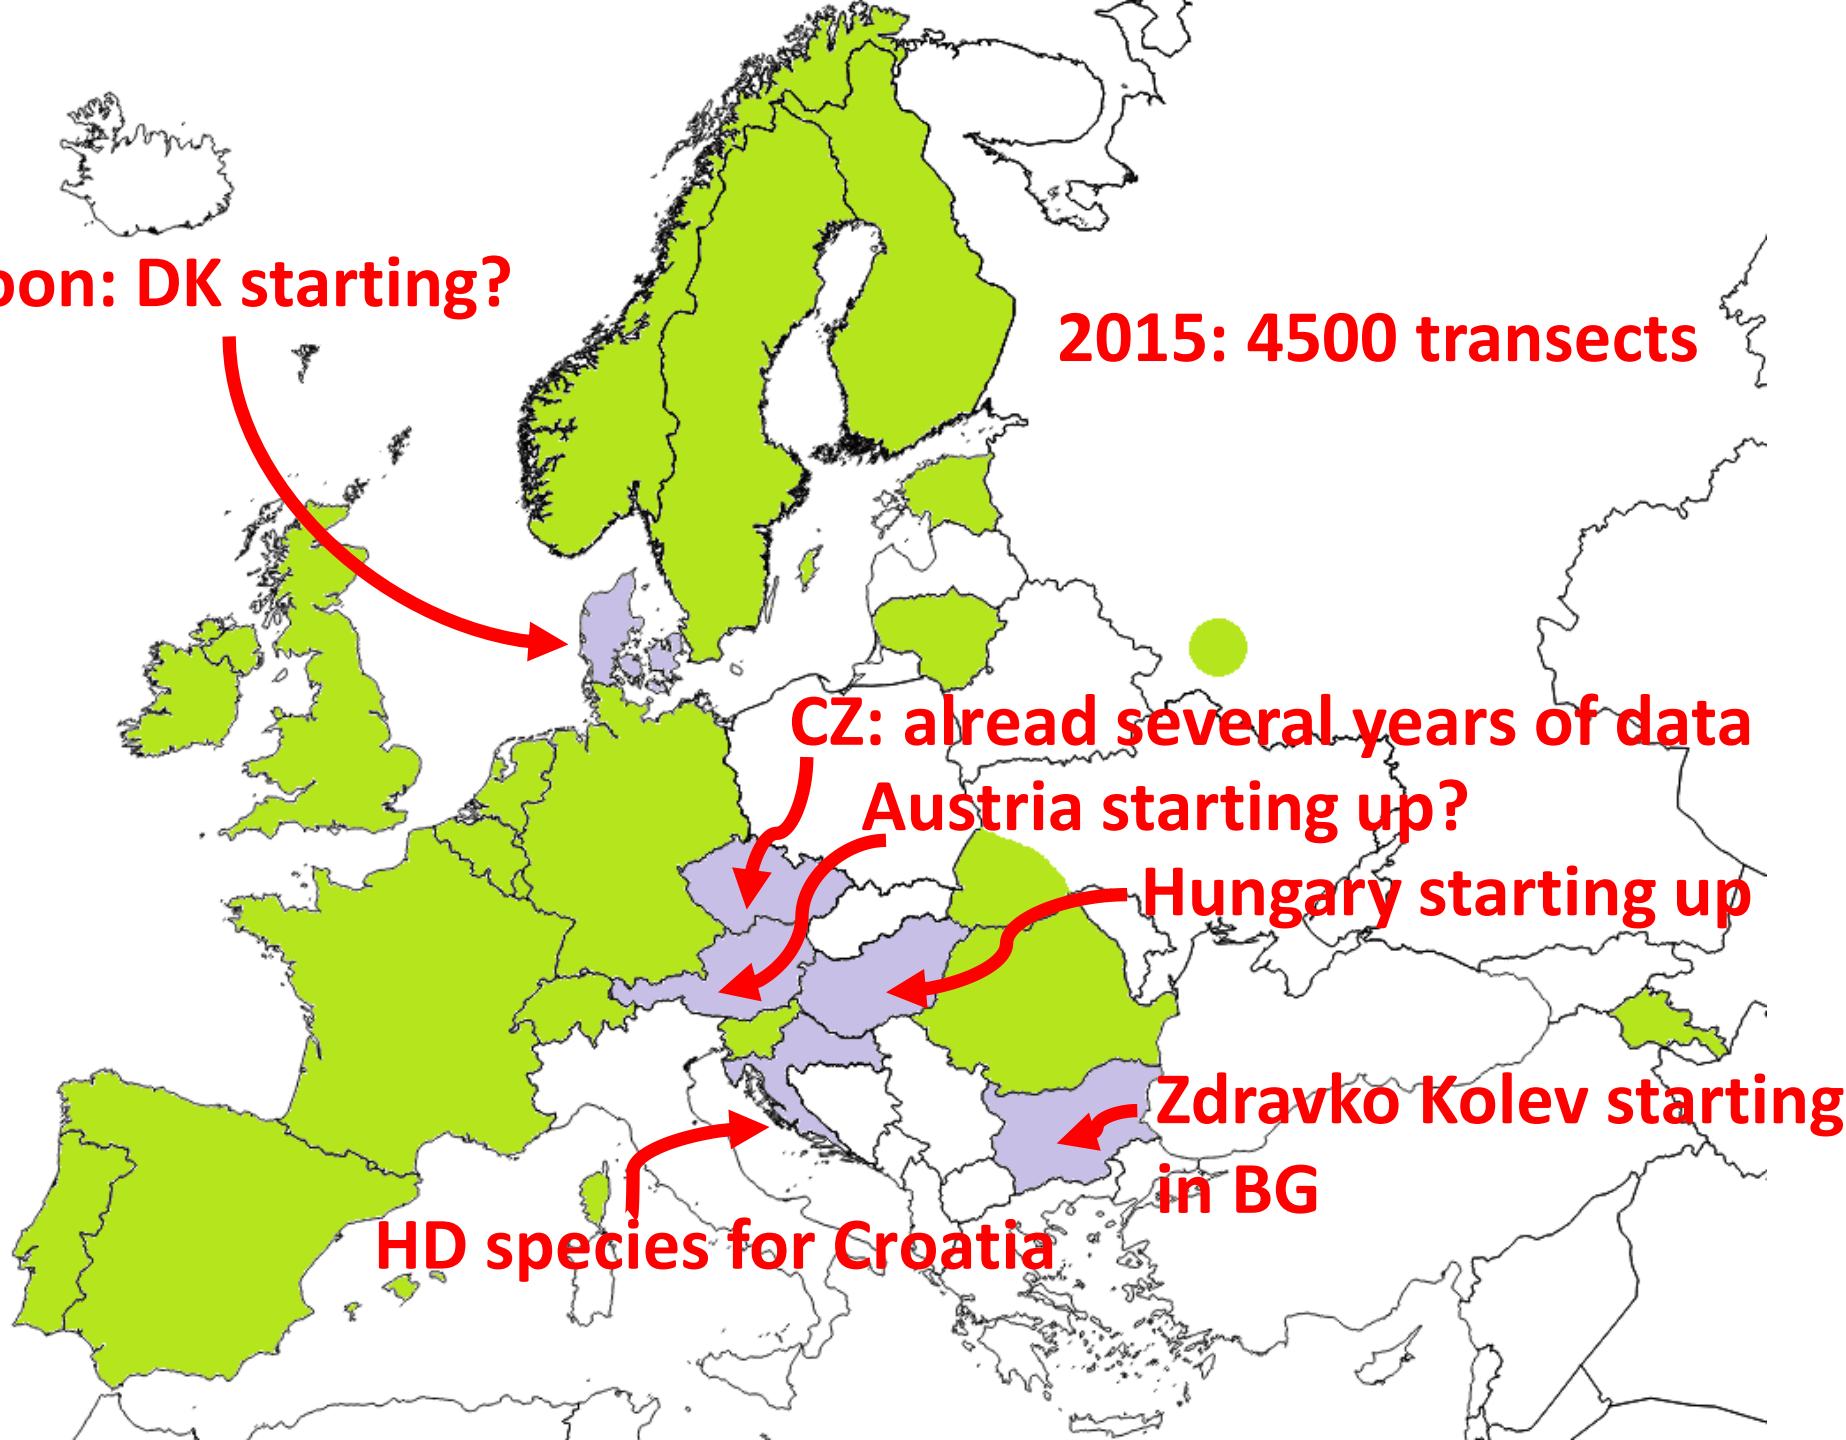 oon: DK starting?
2015: 4500 transects
CZ: alread several years of data
Austria starting up?
Hungary starting up
Zdravko Kolev starting
in BG
HD species for Croatia